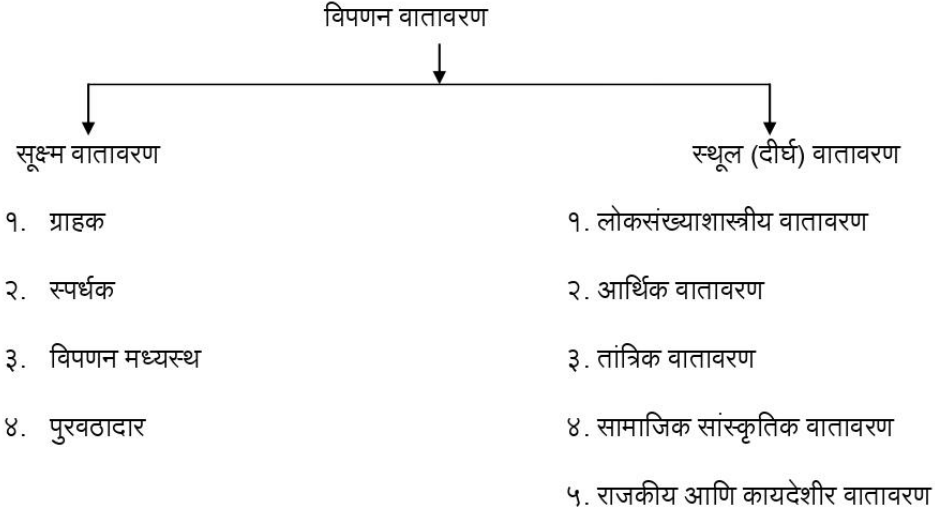 विपणन वातावरण
सूक्ष्म वातावरण
१. ग्राहक
२. स्पर्धक
३. विपणन मध्यस्थ
४. पुरवठादार
स्थूल (दीर्घ) वातावरण
१. लोकसंख्याशास्त्रीय वातावरण
२. आर्थिक वातावरण
३. तांत्रिक वातावरण
४. सामाजिक सांस्कृतिक वातावरण
५. राजकीय आणि कायदेशीर वातावरण